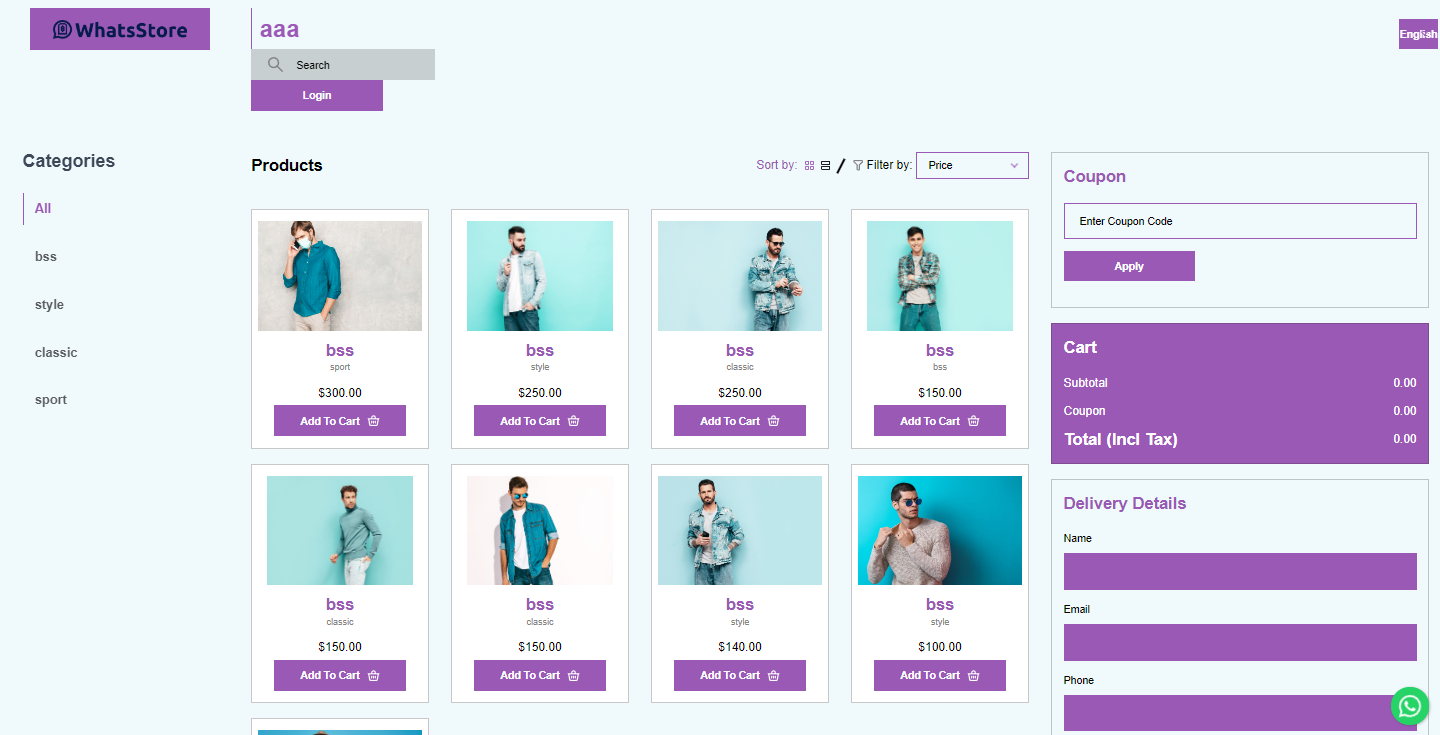 WhatsStore
aaa
English
Search
Login
Categories
All
bss
style
classic
sport
Products
Sort by:
/
Filter by:
Price
bss
sport
$300.00
Add To Cart
bss
style
$250.00
Add To Cart
bss
classic
$250.00
Add To Cart
bss
bss
$150.00
Add To Cart
bss
classic
$150.00
Add To Cart
bss
classic
$150.00
Add To Cart
bss
style
$140.00
Add To Cart
bss
style
$100.00
Add To Cart
Coupon
Enter Coupon Code
Apply
Cart
Subtotal 0.00
Coupon 0.00
Total (Incl Tax) 0.00
Delivery Details
Name
Email
Phone